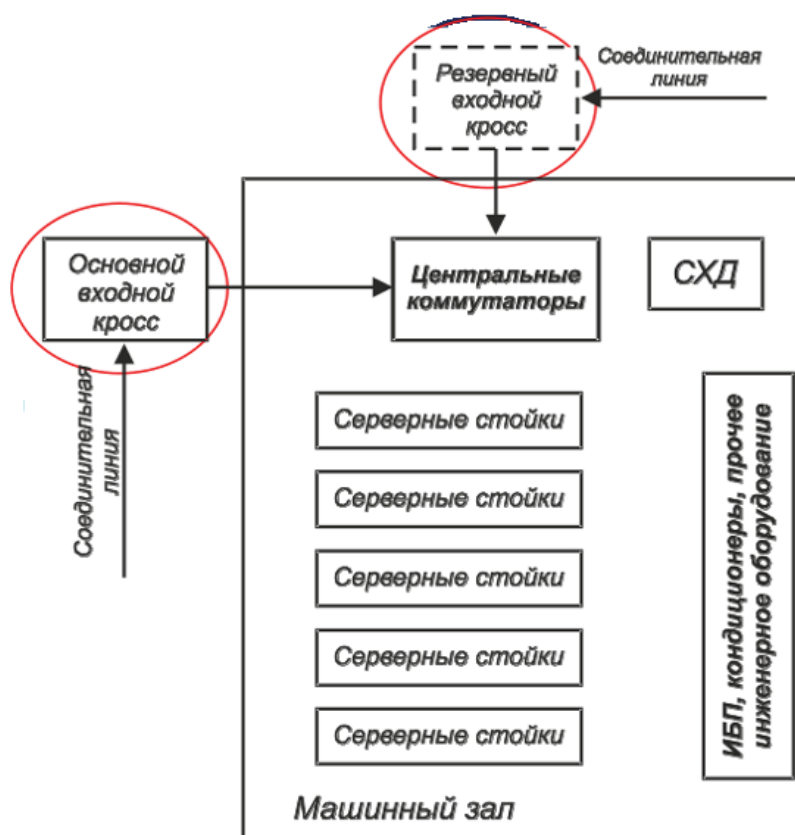 Резервный
входной
кросс
Соединительная
линия
Основной
входной
кросс
Центральные
коммутаторы
СХД
Соединительная
линия
Серверные стойки
Серверные стойки
Серверные стойки
Серверные стойки
Серверные стойки
ИБП, кондиционеры, прочее
инженерное оборудование
Машинный зал